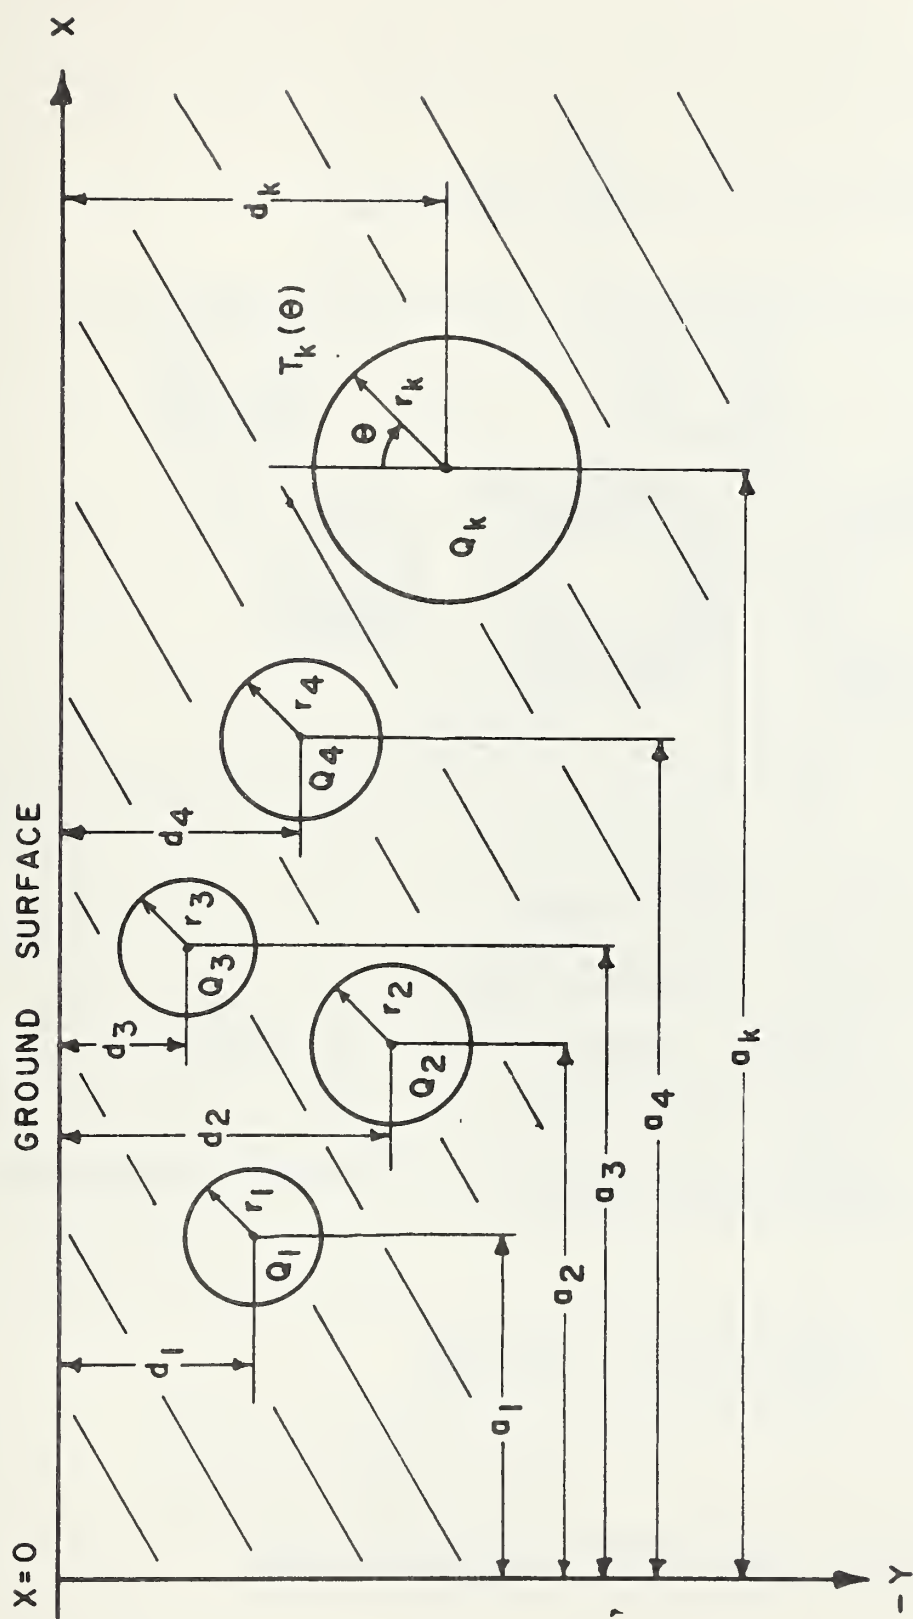 X=0
GROUND SURFACE
X
d1
d2
d3
d4
dk
Tk(θ)
θ
r1
Q1
r2
Q2
r3
Q3
r4
Q4
rk
Qk
a1
a2
a3
a4
ak
-Y